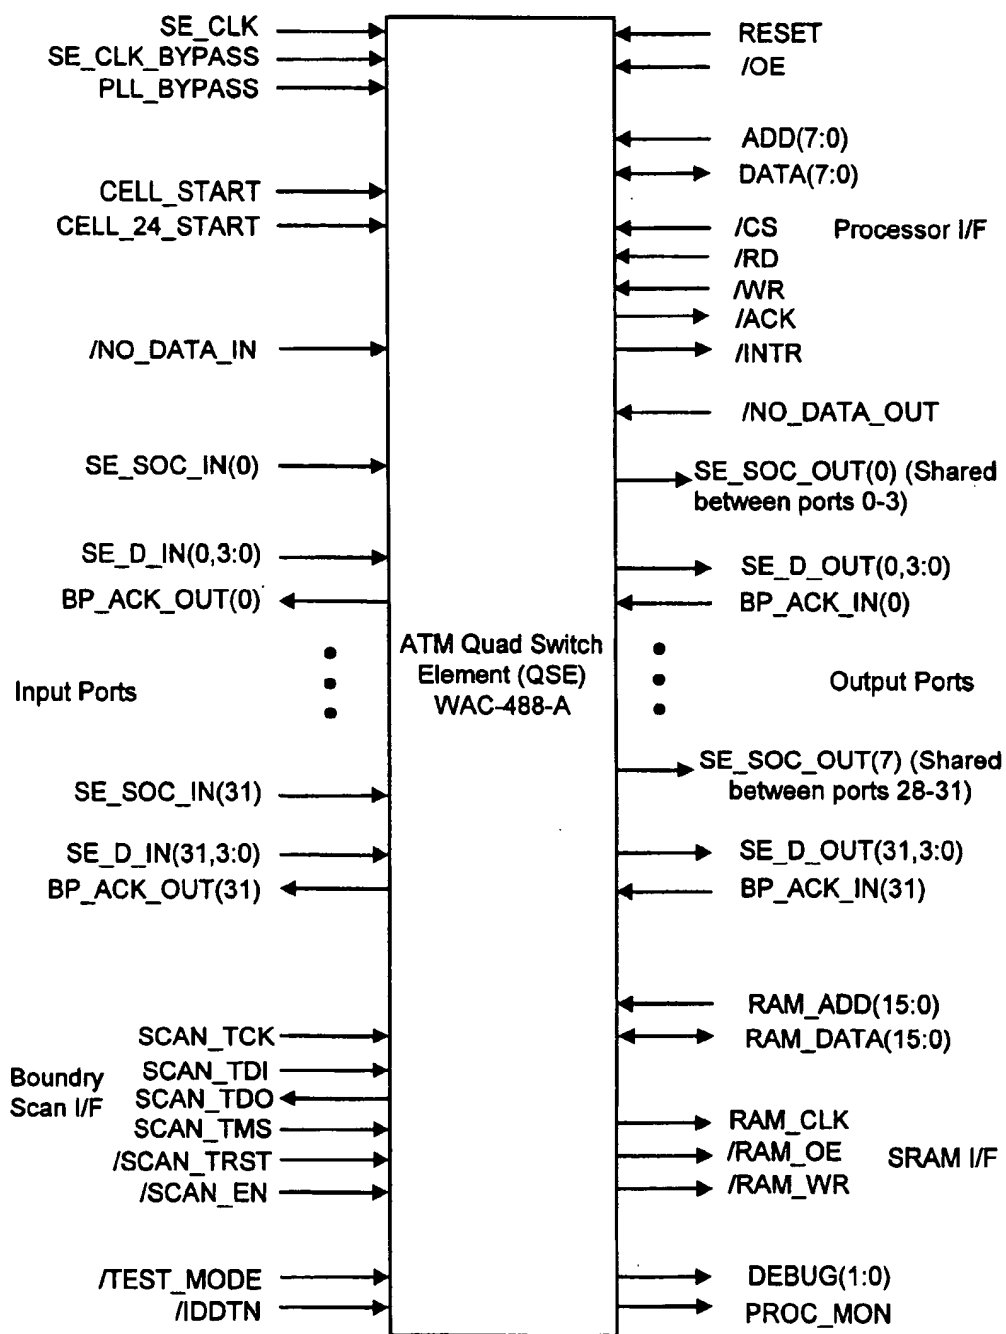 SE_CLK
SE_CLK_BYPASS
PLL_BYPASS
CELL_START
CELL_24_START
/NO_DATA_IN
SE_SOC_IN(0)
SE_D_IN(0,3:0)
BP_ACK_OUT(0)
Input Ports
SE_SOC_IN(31)
SE_D_IN(31,3:0)
BP_ACK_OUT(31)
SCAN_TCK
SCAN_TDI
Boundry
Scan I/F
SCAN_TDO
SCAN_TMS
/SCAN_TRST
/SCAN_EN
/TEST_MODE
/IDDTN
ATM Quad Switch
Element (QSE)
WAC-488-A
RESET
/OE
ADD(7:0)
DATA(7:0)
/CS
Processor I/F
/RD
/WR
/ACK
/INTR
/NO_DATA_OUT
SE_SOC_OUT(0) (Shared
between ports 0-3)
SE_D_OUT(0,3:0)
BP_ACK_IN(0)
Output Ports
SE_SOC_OUT(7) (Shared
between ports 28-31)
SE_D_OUT(31,3:0)
BP_ACK_IN(31)
RAM_ADD(15:0)
RAM_DATA(15:0)
RAM_CLK
/RAM_OE
SRAM I/F
/RAM_WR
DEBUG(1:0)
PROC_MON